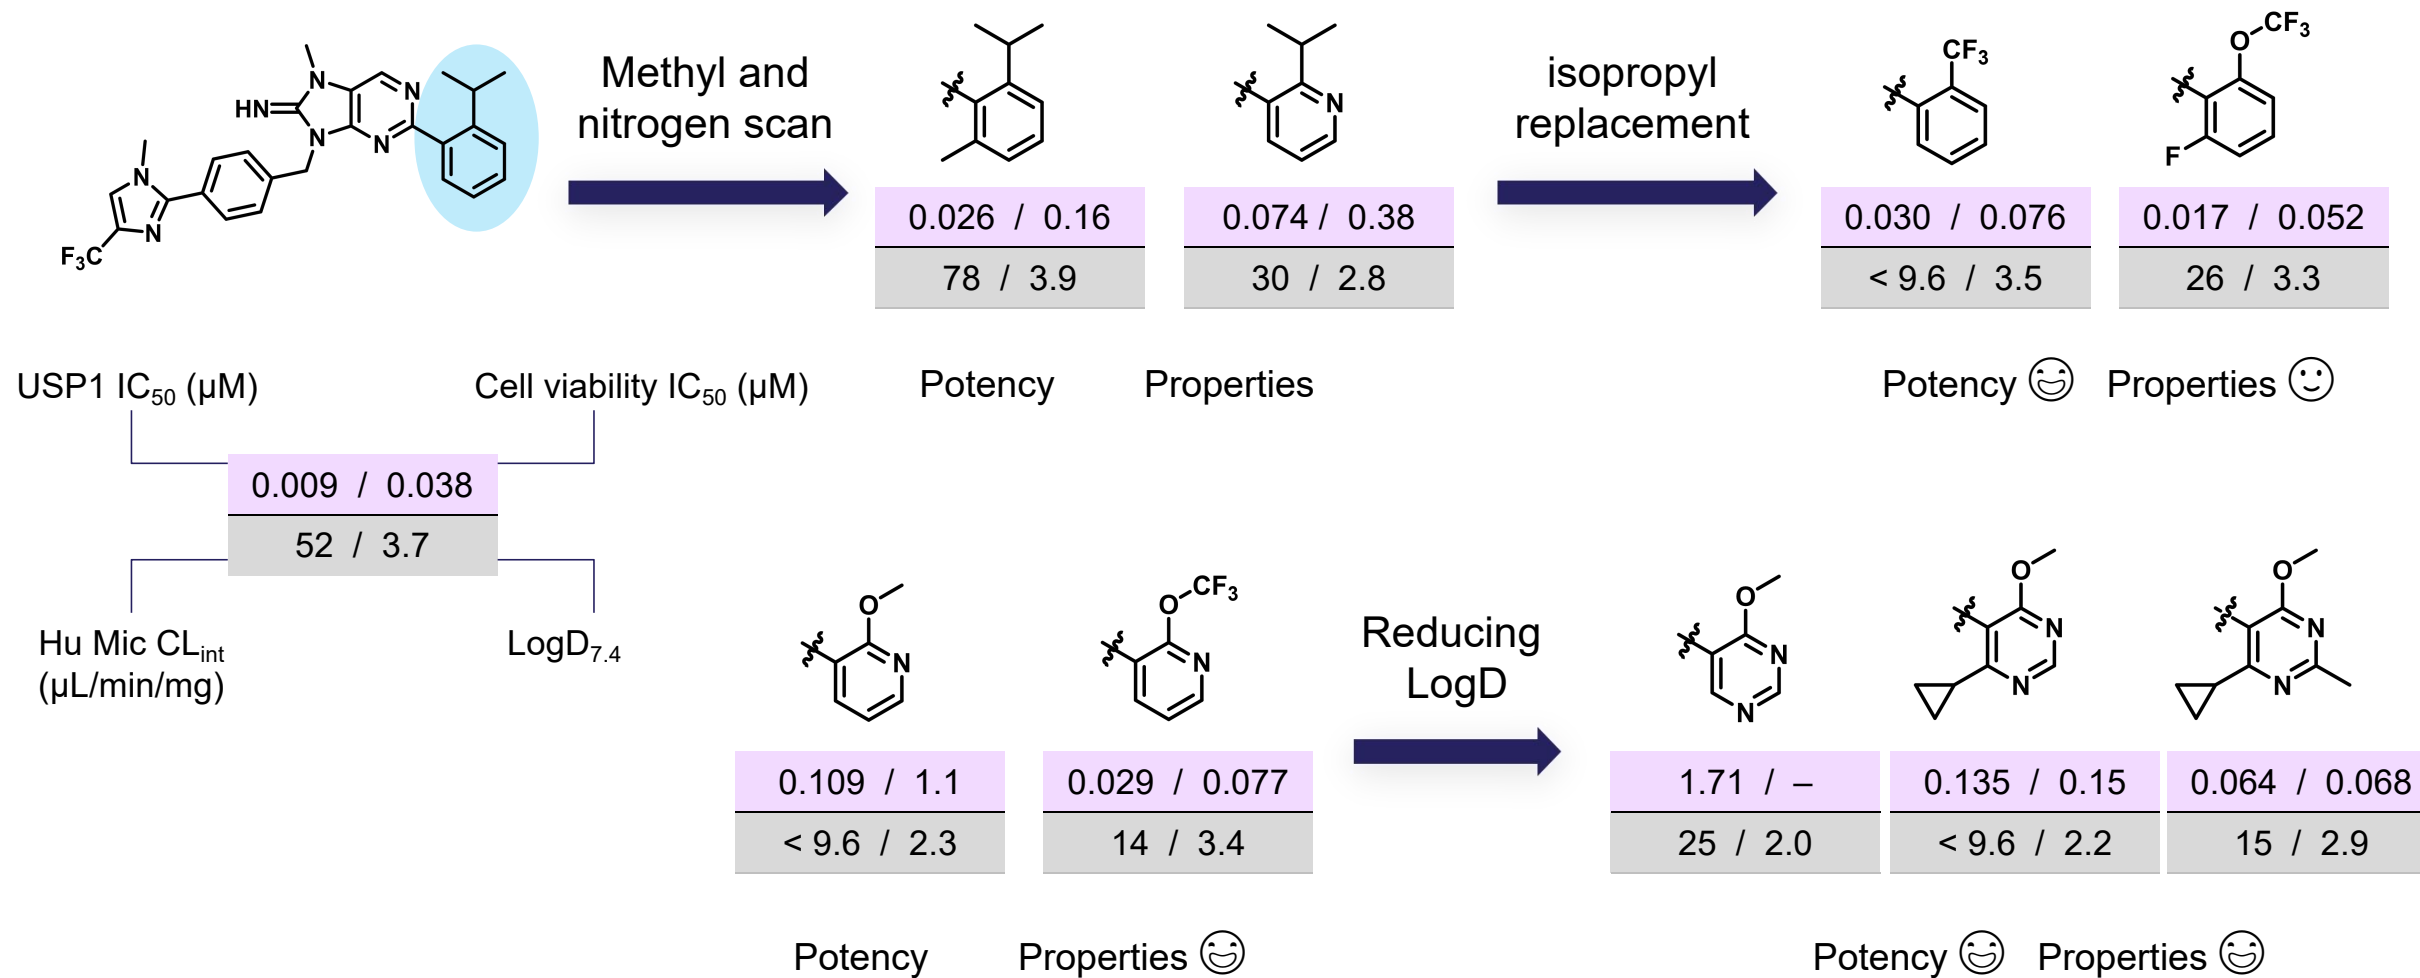 Methyl and
nitrogen scan
isopropyl
replacement
N
N
HN
N
N
N
N
F₃C
N
CF₃
O
CF₃
F
0.026 / 0.16
78 / 3.9
0.074 / 0.38
30 / 2.8
0.030 / 0.076
< 9.6 / 3.5
0.017 / 0.052
26 / 3.3
Potency
Properties
Potency
Properties
USP1 IC₅₀ (µM)
Cell viability IC₅₀ (µM)
0.009 / 0.038
52 / 3.7
Hu Mic CLᵢₙₜ
(µL/min/mg)
LogD₇.₄
O
N
O
CF₃
N
Reducing
LogD
O
N
N
O
N
N
O
N
N
0.109 / 1.1
< 9.6 / 2.3
0.029 / 0.077
14 / 3.4
1.71 / –
25 / 2.0
0.135 / 0.15
< 9.6 / 2.2
0.064 / 0.068
15 / 2.9
Potency
Properties
Potency
Properties